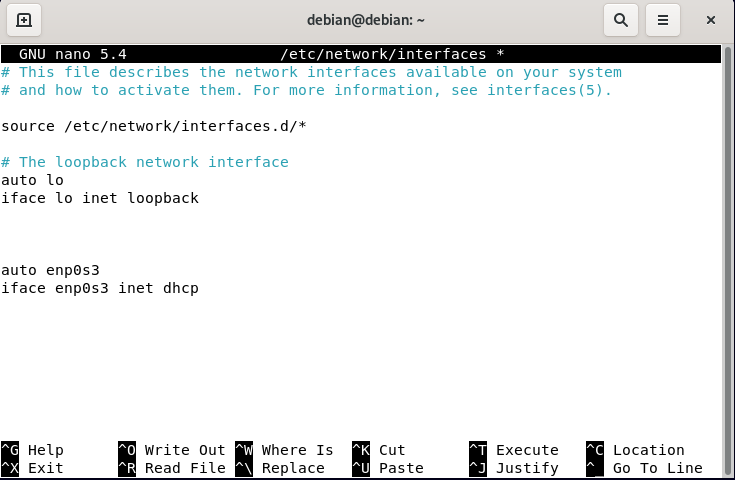 debian@debian: ~
GNU nano 5.4 /etc/network/interfaces *
# This file describes the network interfaces available on your system
# and how to activate them. For more information, see interfaces(5).
source /etc/network/interfaces.d/*
# The loopback network interface
auto lo
iface lo inet loopback
auto enp0s3
iface enp0s3 inet dhcp
^G Help ^O Write Out ^W Where Is ^K Cut ^T Execute ^C Location
^X Exit ^R Read File ^\ Replace ^U Paste ^J Justify ^_ Go To Line